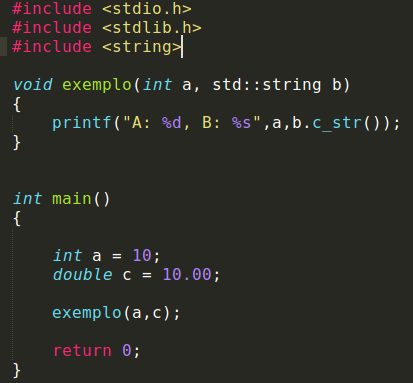 #include <stdio.h>
#include <stdlib.h>
#include <string>
void exemplo(int a, std::string b)
{
    printf("A: %d, B: %s",a,b.c_str());
}
int main()
{
    int a = 10;
    double c = 10.00;
    exemplo(a,c);
    return 0;
}